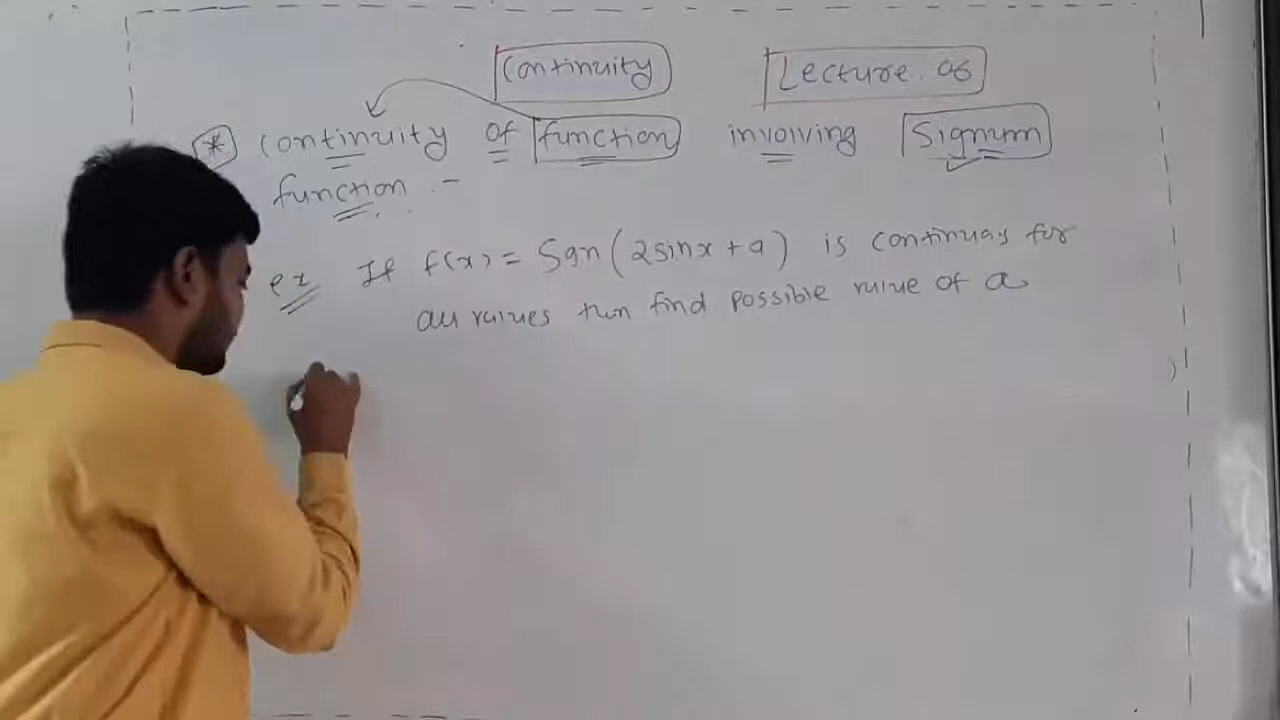 Continuity Lecture. 06
* Continuity of function involving Signum
function :-
ex If f(x) = Sgn(2sinx + a) is continuous for
all values then find possible value of a